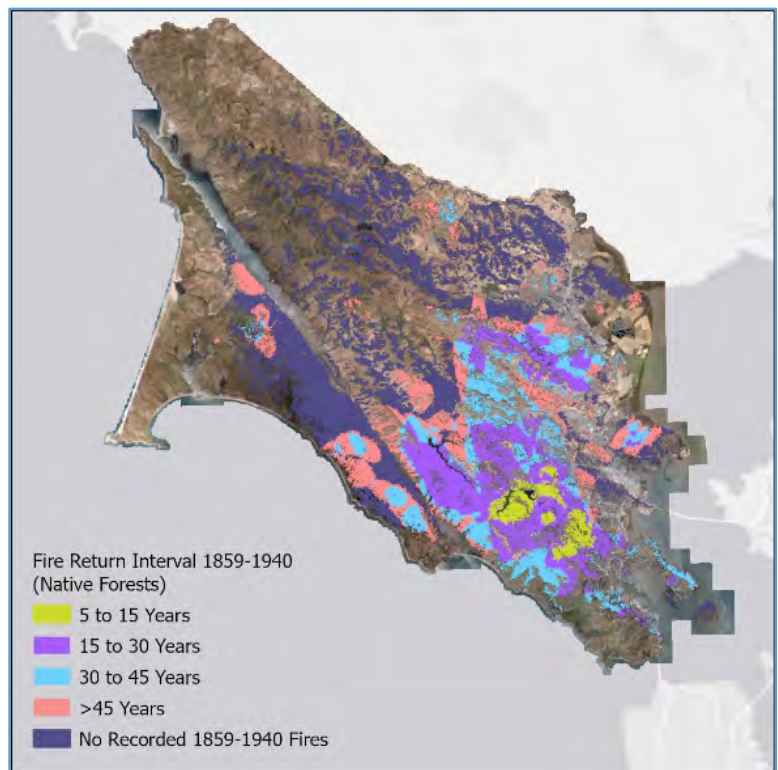 Fire Return Interval 1859-1940
(Native Forests)
5 to 15 Years
15 to 30 Years
30 to 45 Years
>45 Years
No Recorded 1859-1940 Fires